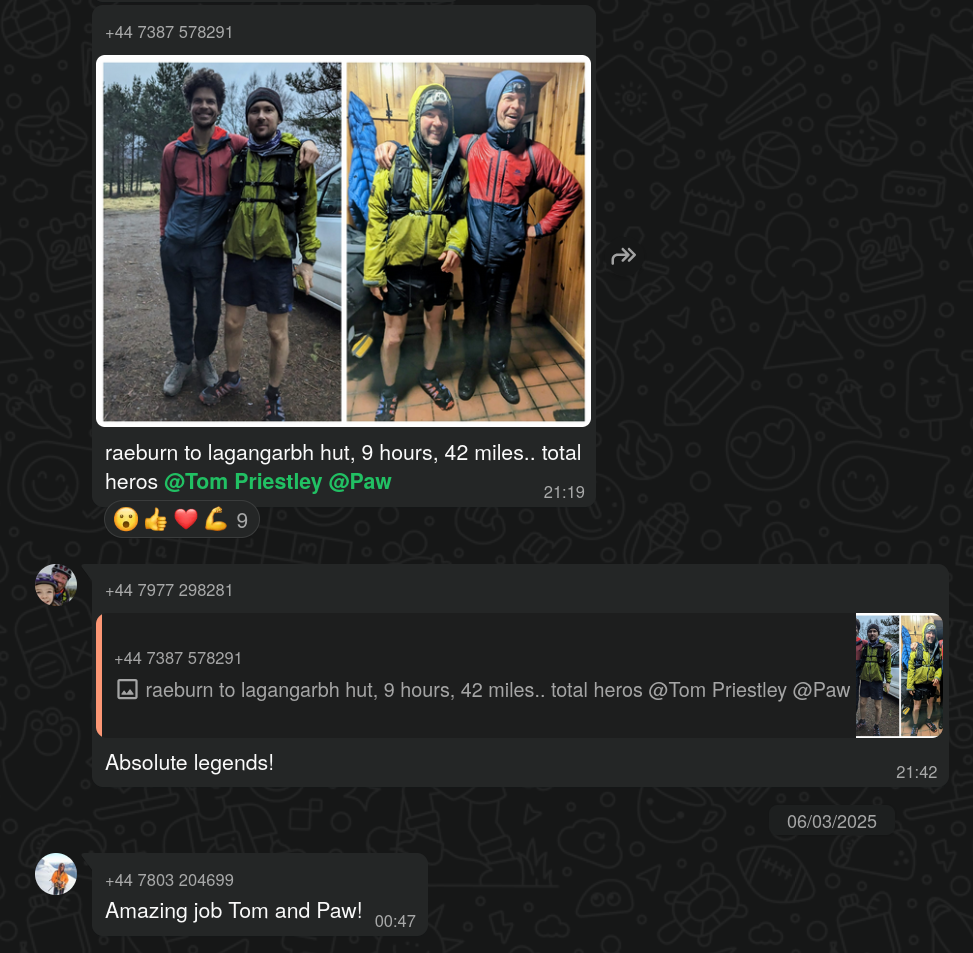 +44 7387 578291
raeburn to lagangarbh hut, 9 hours, 42 miles.. total
heroes @Tom Priestley @Paw
21:19
9
+44 7977 298281
+44 7387 578291
raeburn to lagangarbh hut, 9 hours, 42 miles.. total heros @Tom Priestley @Paw
Absolute legends!
21:42
06/03/2025
+44 7803 204699
Amazing job Tom and Paw!
00:47